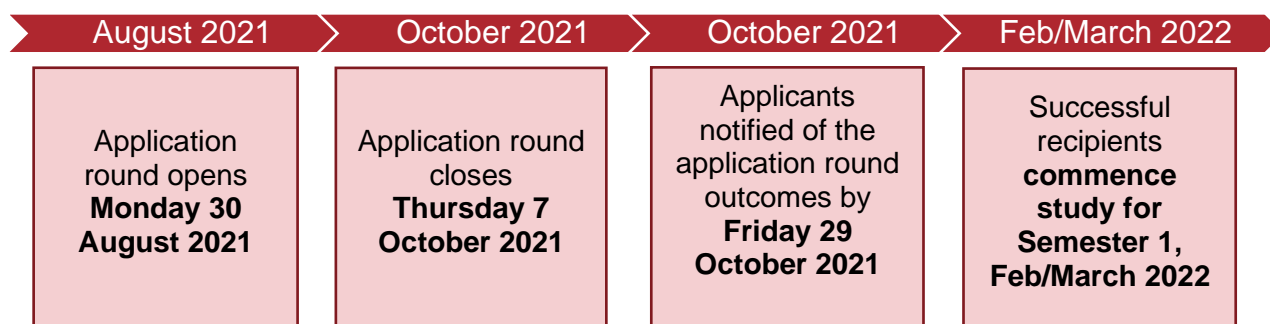 August 2021
October 2021
October 2021
Feb/March 2022
Application
round opens
Monday 30
August 2021
Application round
closes
Thursday 7
October 2021
Applicants
notified of the
application round
outcomes by
Friday 29
October 2021
Successful
recipients
commence
study for
Semester 1,
Feb/March 2022